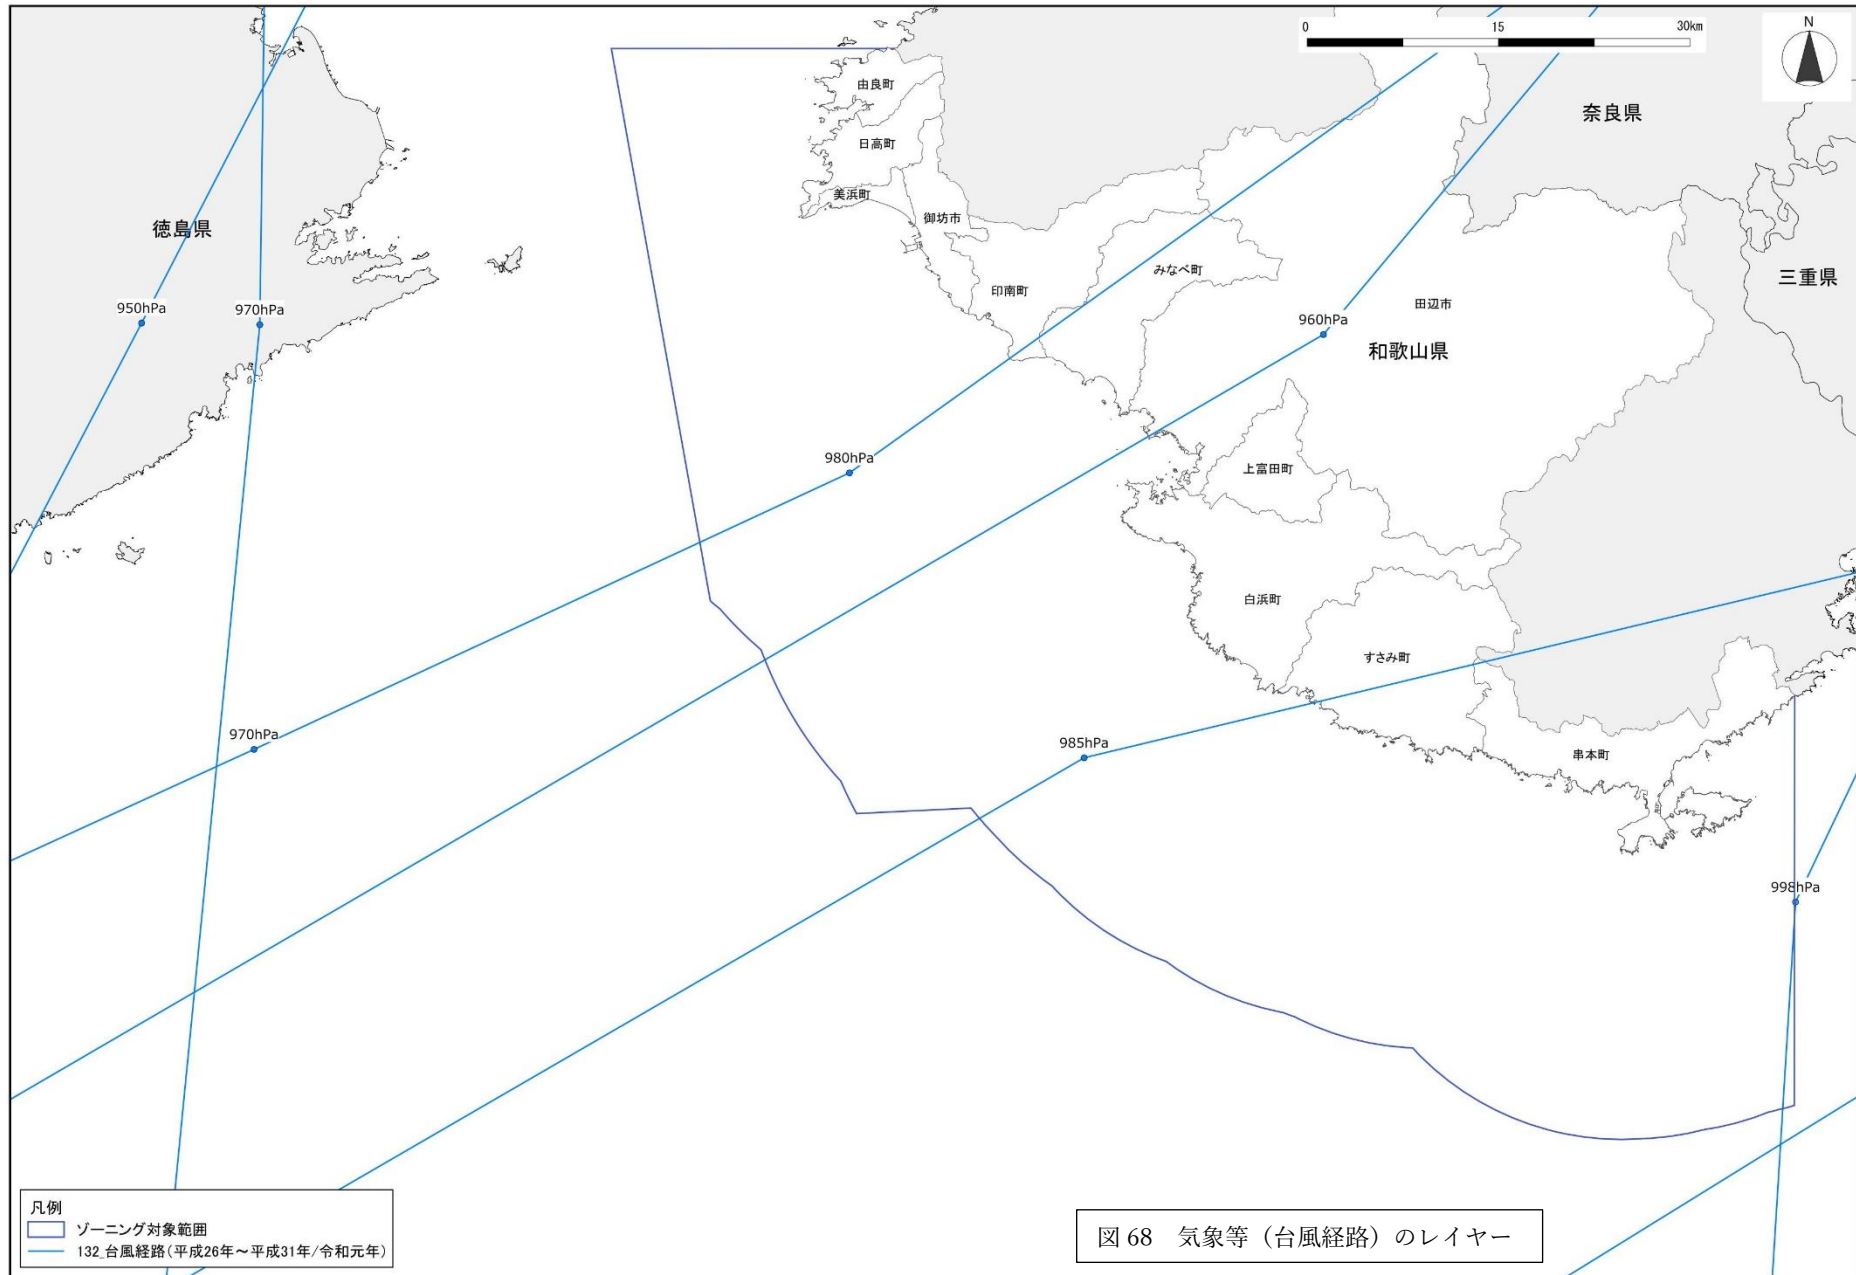 0 15 30km
N
由良町
奈良県
日高町
美浜町
御坊市
徳島県
みなべ町
三重県
印南町
田辺市
950hPa
970hPa
960hPa
和歌山県
980hPa
上富田町
白浜町
すさみ町
970hPa
985hPa
串本町
998hPa
凡例
ゾーニング対象範囲
132_台風経路(平成26年～平成31年/令和元年)
図 68　気象等（台風経路）のレイヤー